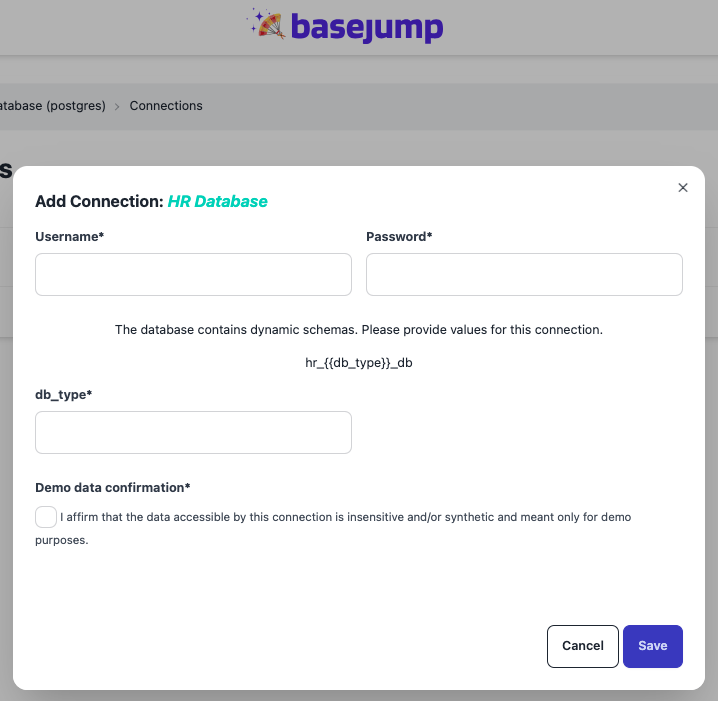 basejump
atabase (postgres) > Connections
s
Add Connection: HR Database
Username* Password*
The database contains dynamic schemas. Please provide values for this connection.
hr_{{db_type}}_db
db_type*
Demo data confirmation*
I affirm that the data accessible by this connection is insensitive and/or synthetic and meant only for demo
purposes.
Cancel Save